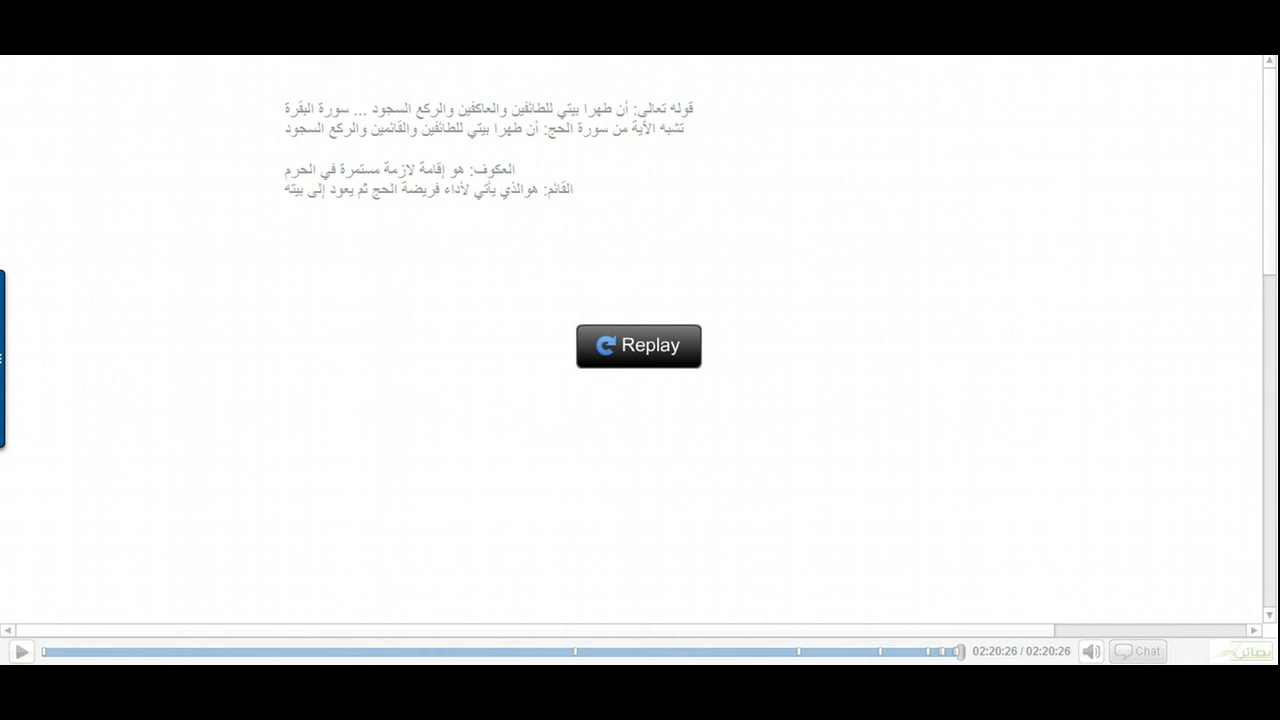 قوله تعالى: أن طهرا بيتي للطائفين والعاكفين والركع السجود ... سورة البقرة
تشبه الآية من سورة الحج: أن طهرا بيتي للطائفين والقائمين والركع السجود
العكوف: هو إقامة لازمة مستمرة في الحرم
القائم: هوالذي يأتي لأداء فريضة الحج ثم يعود إلى بيته
Replay
02:20:26 / 02:20:26
Chat
بصائر